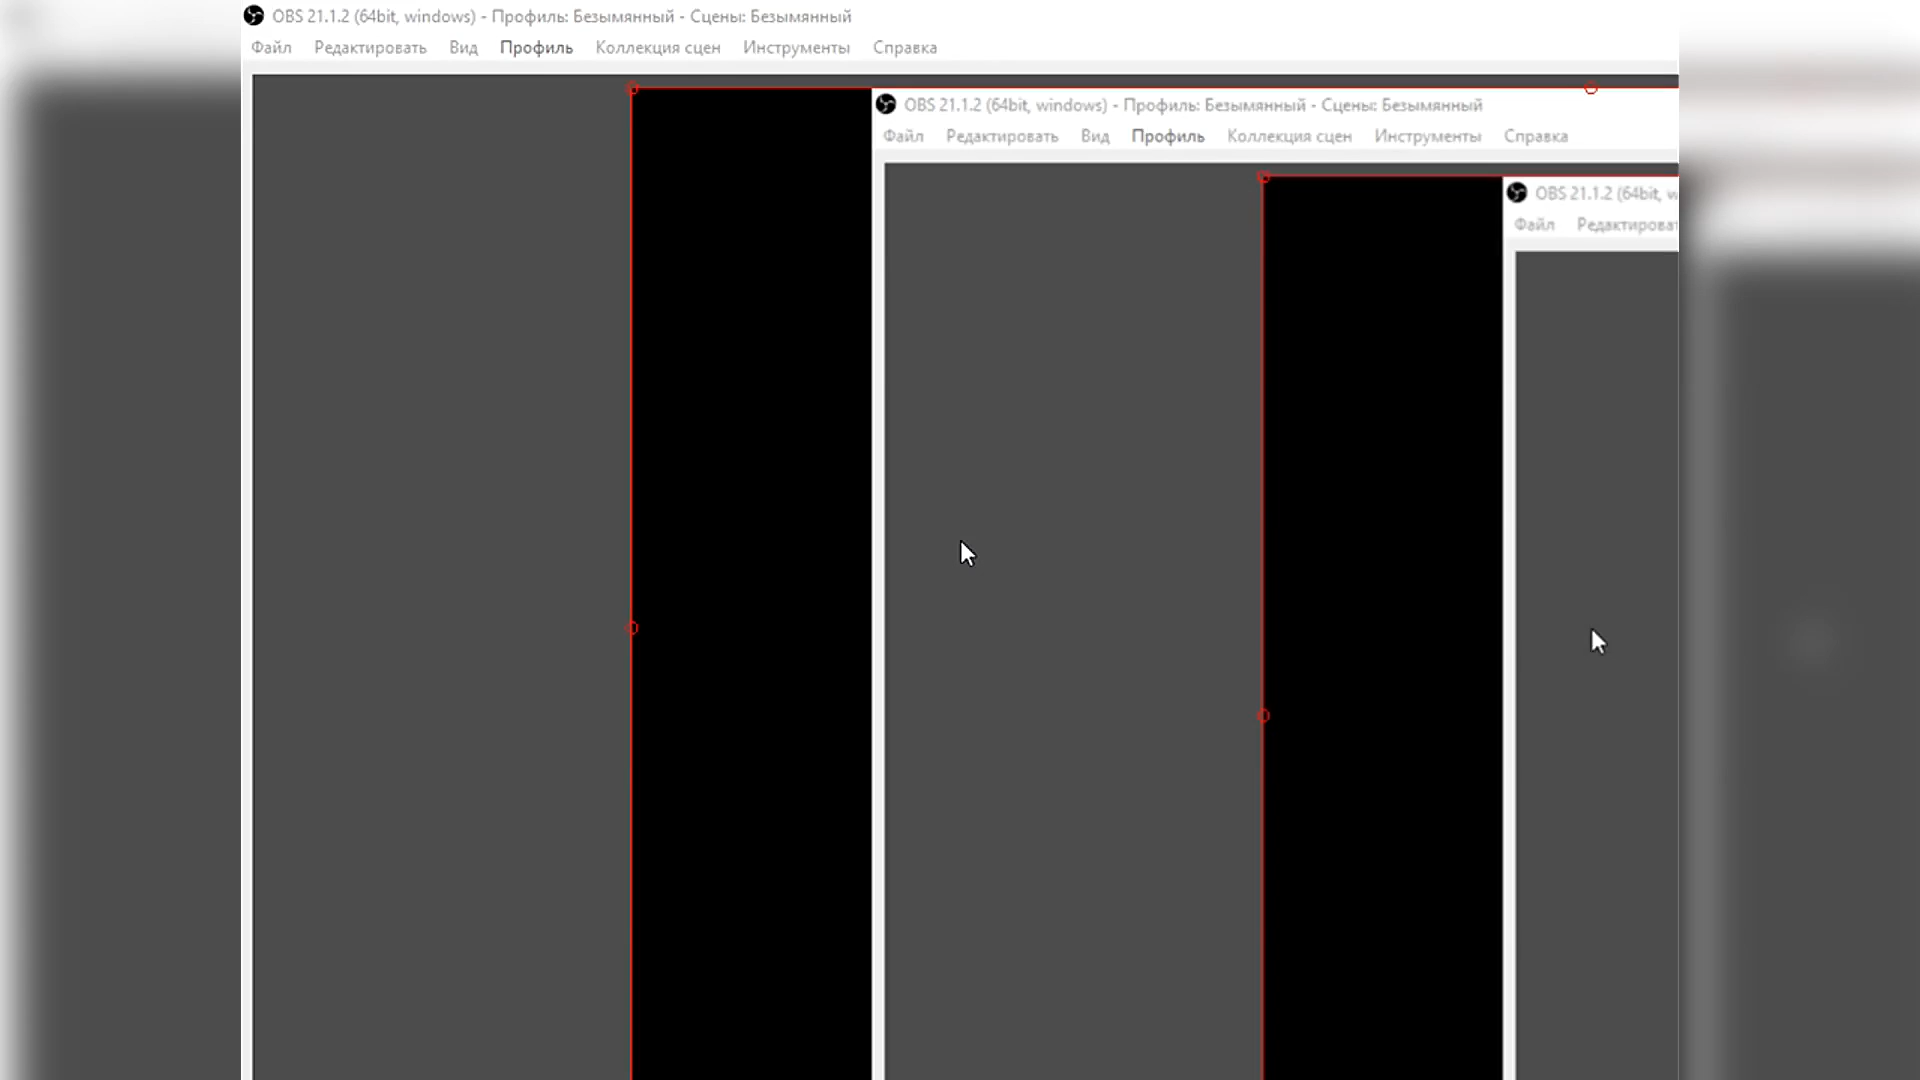 OBS 21.1.2 (64bit, windows) - Профиль: Безымянный - Сцены: Безымянный
Файл Редактировать Вид Профиль Коллекция сцен Инструменты Справка
OBS 21.1.2 (64bit, windows) - Профиль: Безымянный - Сцены: Безымянный
Файл Редактировать Вид Профиль Коллекция сцен Инструменты Справка
OBS 21.1.2 (64bit, w
Файл Редактироват